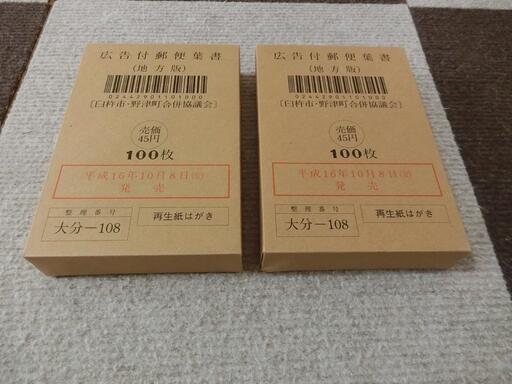 広告付郵便葉書
(地方版)
02442901101000
〔臼杵市・野津町合併協議会〕
売価
45円
100枚
平成16年10月8日㈮
発売
整理番号
大分－108
再生紙はがき
広告付郵便葉書
(地方版)
02442901101000
〔臼杵市・野津町合併協議会〕
売価
45円
100枚
平成16年10月8日㈮
発売
整理番号
大分－108
再生紙はがき